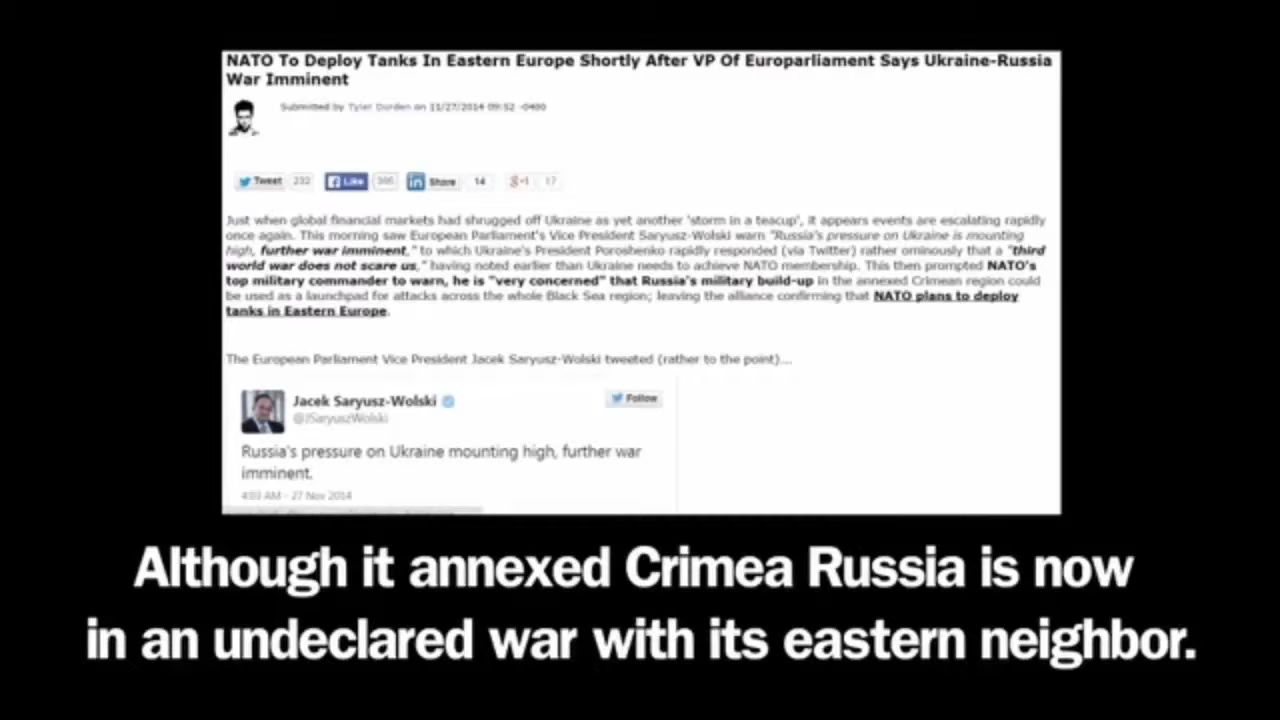 NATO To Deploy Tanks In Eastern Europe Shortly After VP Of Europarliament Says Ukraine-Russia
War Imminent
Submitted by Tyler Durden on 11/27/2014 09:52 -0400
Tweet 232 Like 395 in Share 14 g+1 17
Just when global financial markets had shrugged off Ukraine as yet another 'storm in a teacup', it appears events are escalating rapidly
once again. This morning saw European Parliament's Vice President Saryusz-Wolski warn "Russia's pressure on Ukraine is mounting
high, further war imminent," to which Ukraine's President Poroshenko rapidly responded (via Twitter) rather ominously that a "third
world war does not scare us," having noted earlier than Ukraine needs to achieve NATO membership. This then prompted NATO's
top military commander to warn, he is "very concerned" that Russia's military build-up in the annexed Crimean region could
be used as a launchpad for attacks across the whole Black Sea region; leaving the alliance confirming that NATO plans to deploy
tanks in Eastern Europe.
The European Parliament Vice President Jacek Saryusz-Wolski tweeted (rather to the point)....
Jacek Saryusz-Wolski
Follow
@JSaryuszWolski
Russia's pressure on Ukraine mounting high, further war
imminent.
4:03 AM - 27 Nov 2014
Although it annexed Crimea Russia is now
in an undeclared war with its eastern neighbor.